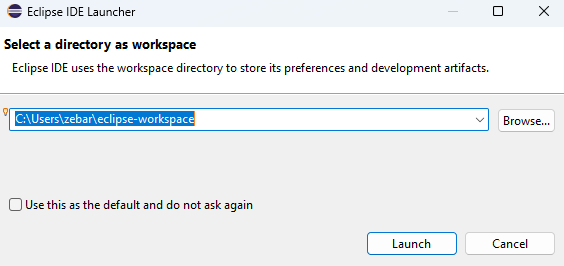 Eclipse IDE Launcher
Select a directory as workspace
Eclipse IDE uses the workspace directory to store its preferences and development artifacts.
C:\Users\zebar\eclipse-workspace
Browse...
Use this as the default and do not ask again
Launch
Cancel